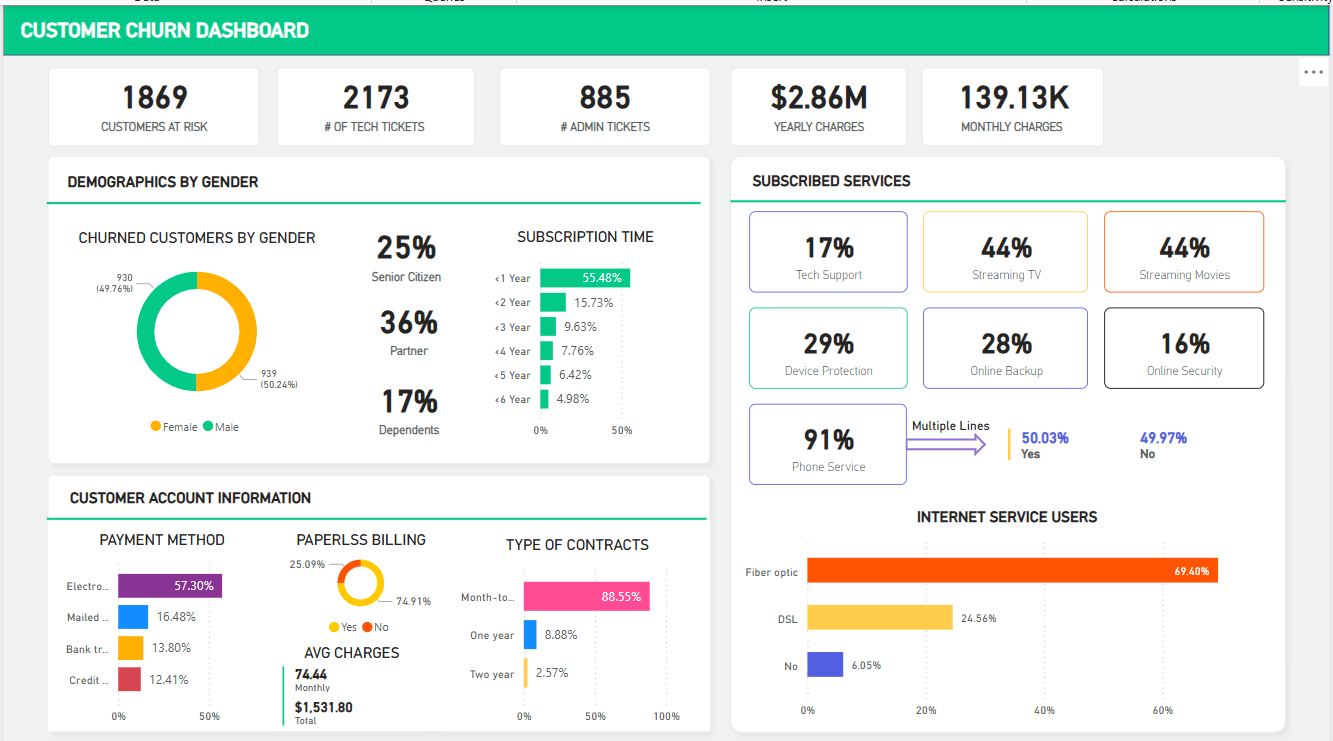 CUSTOMER CHURN DASHBOARD
1869
CUSTOMERS AT RISK
2173
# OF TECH TICKETS
885
# ADMIN TICKETS
$2.86M
YEARLY CHARGES
139.13K
MONTHLY CHARGES
DEMOGRAPHICS BY GENDER
CHURNED CUSTOMERS BY GENDER
930
(49.76%)
939
(50.24%)
Female Male
25%
Senior Citizen
36%
Partner
17%
Dependents
SUBSCRIPTION TIME
<1 Year 55.48%
<2 Year 15.73%
<3 Year 9.63%
<4 Year 7.76%
<5 Year 6.42%
<6 Year 4.98%
0% 50%
SUBSCRIBED SERVICES
17%
Tech Support
44%
Streaming TV
44%
Streaming Movies
29%
Device Protection
28%
Online Backup
16%
Online Security
91%
Phone Service
Multiple Lines
50.03%
Yes
49.97%
No
INTERNET SERVICE USERS
Fiber optic 69.40%
DSL 24.56%
No 6.05%
0% 20% 40% 60%
CUSTOMER ACCOUNT INFORMATION
PAYMENT METHOD
Electro... 57.30%
Mailed ... 16.48%
Bank tr... 13.80%
Credit ... 12.41%
0% 50%
PAPERLSS BILLING
25.09%
74.91%
Yes No
AVG CHARGES
74.44
Monthly
$1,531.80
Total
TYPE OF CONTRACTS
Month-to... 88.55%
One year 8.88%
Two year 2.57%
0% 50% 100%